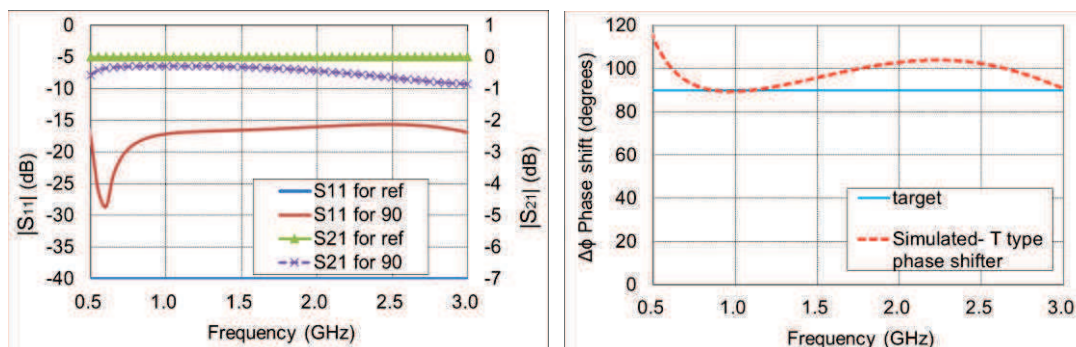 0
-5
-10
-15
-20
-25
-30
-35
-40
|S11| (dB)
1
0
-1
-2
-3
-4
-5
-6
-7
|S21| (dB)
S11 for ref
S11 for 90
S21 for ref
S21 for 90
0.5 1.0 1.5 2.0 2.5 3.0
Frequency (GHz)
120
100
80
60
40
20
0
Δϕ Phase shift (degrees)
target
Simulated- T type
phase shifter
0.5 1.0 1.5 2.0 2.5 3.0
Frequency (GHz)